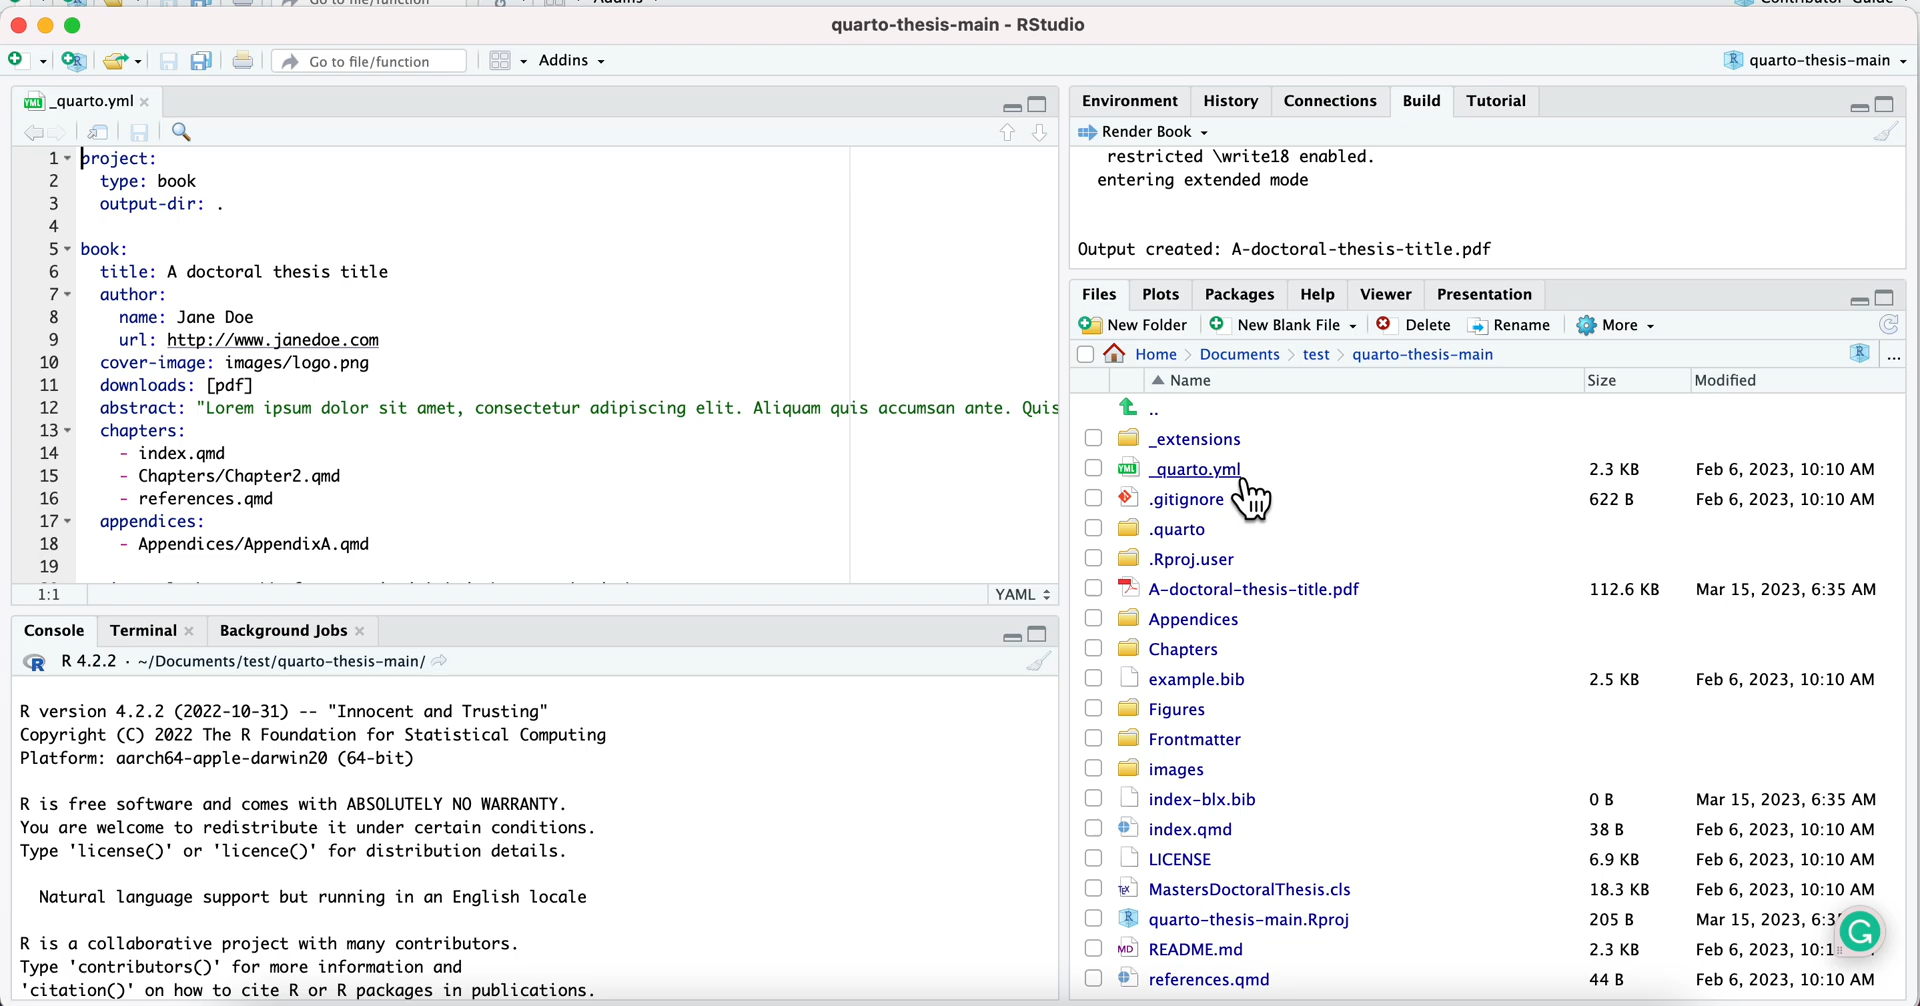 Go to file/function
Addins
Contributor Guide
quarto-thesis-main - RStudio
Go to file/function
Addins
quarto-thesis-main
_quarto.yml
1 project:
2 type: book
3 output-dir: .
4
5 book:
6 title: A doctoral thesis title
7 author:
8 name: Jane Doe
9 url: http://www.janedoe.com
10 cover-image: images/logo.png
11 downloads: [pdf]
12 abstract: "Lorem ipsum dolor sit amet, consectetur adipiscing elit. Aliquam quis accumsan ante. Quis
13 chapters:
14 - index.qmd
15 - Chapters/Chapter2.qmd
16 - references.qmd
17 appendices:
18 - Appendices/AppendixA.qmd
19
1:1
YAML
Console Terminal Background Jobs
R 4.2.2 · ~/Documents/test/quarto-thesis-main/
R version 4.2.2 (2022-10-31) -- "Innocent and Trusting"
Copyright (C) 2022 The R Foundation for Statistical Computing
Platform: aarch64-apple-darwin20 (64-bit)
R is free software and comes with ABSOLUTELY NO WARRANTY.
You are welcome to redistribute it under certain conditions.
Type 'license()' or 'licence()' for distribution details.
Natural language support but running in an English locale
R is a collaborative project with many contributors.
Type 'contributors()' for more information and
'citation()' on how to cite R or R packages in publications.
Environment History Connections Build Tutorial
Render Book
restricted \write18 enabled.
entering extended mode
Output created: A-doctoral-thesis-title.pdf
Files Plots Packages Help Viewer Presentation
New Folder New Blank File Delete Rename More
Home Documents test quarto-thesis-main ...
Name Size Modified
..
_extensions
YML _quarto.yml 2.3 KB Feb 6, 2023, 10:10 AM
.gitignore 622 B Feb 6, 2023, 10:10 AM
.quarto
.Rproj.user
A-doctoral-thesis-title.pdf 112.6 KB Mar 15, 2023, 6:35 AM
Appendices
Chapters
example.bib 2.5 KB Feb 6, 2023, 10:10 AM
Figures
Frontmatter
images
index-blx.bib 0 B Mar 15, 2023, 6:35 AM
index.qmd 38 B Feb 6, 2023, 10:10 AM
LICENSE 6.9 KB Feb 6, 2023, 10:10 AM
MastersDoctoralThesis.cls 18.3 KB Feb 6, 2023, 10:10 AM
quarto-thesis-main.Rproj 205 B Mar 15, 2023,
MD README.md 2.3 KB Feb 6, 2023,
references.qmd 44 B Feb 6, 2023, 10:10 AM